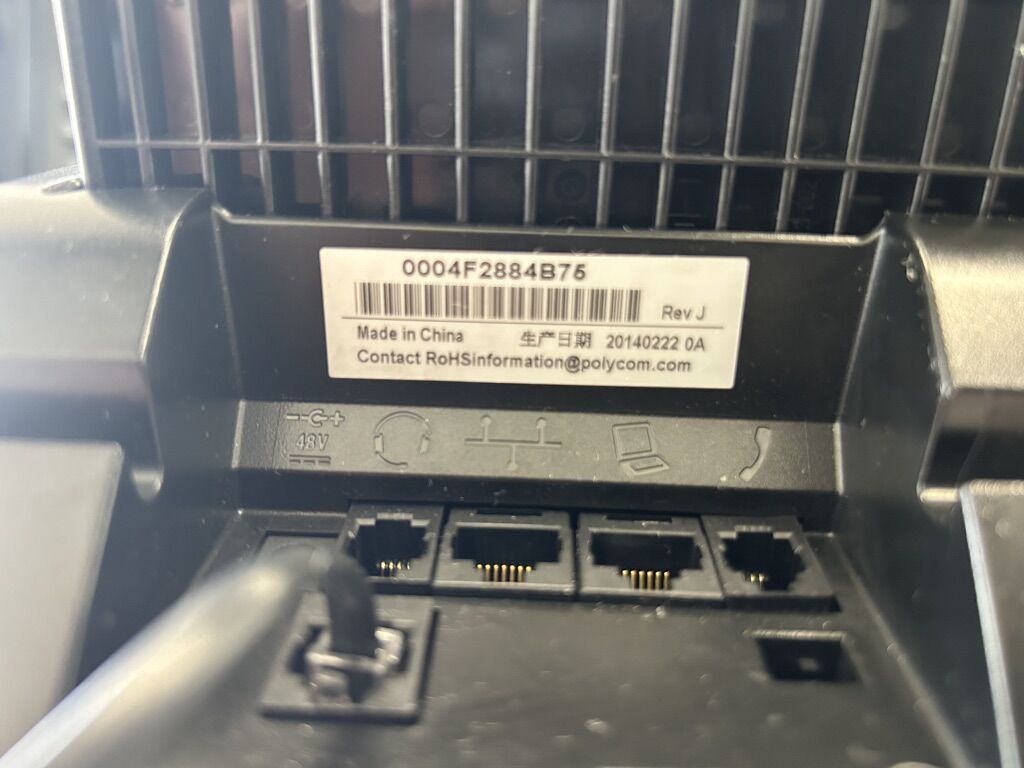 0004F2884B75
Rev J
Made in China 生产日期 20140222 0A
Contact RoHSinformation@polycom.com
48V